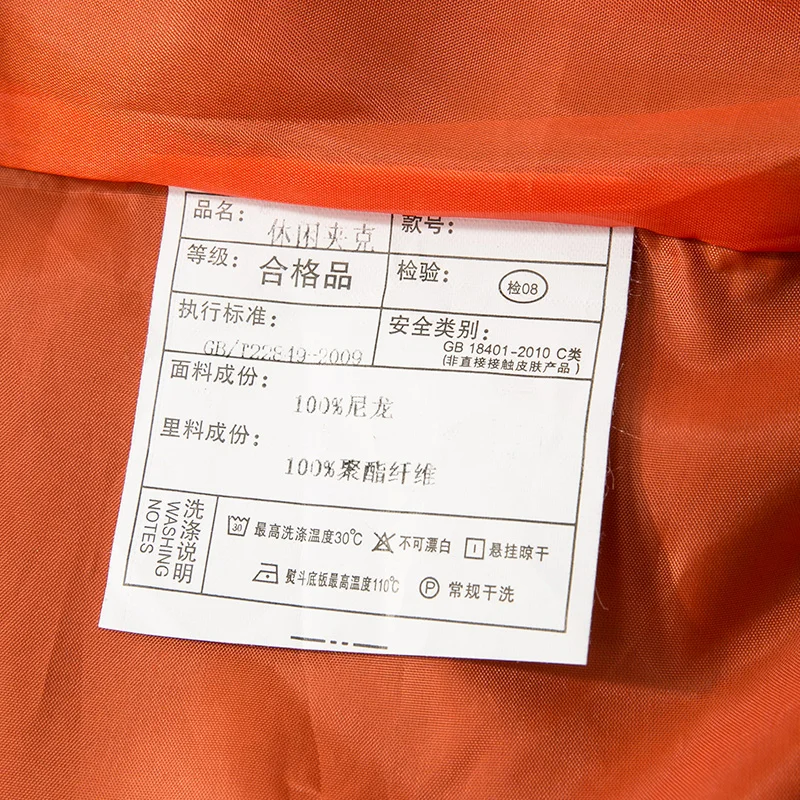 品名: 休闲夹克 款号:
等级: 合格品 检验: 检08
执行标准: GB/T22849-2009 安全类别: GB 18401-2010 C类
(非直接接触皮肤产品)
面料成份: 100%尼龙
里料成份: 100%聚酯纤维
洗涤说明
WASHING
NOTES
30 最高洗涤温度30℃ 不可漂白 悬挂晾干
熨斗底板最高温度110℃ P 常规干洗